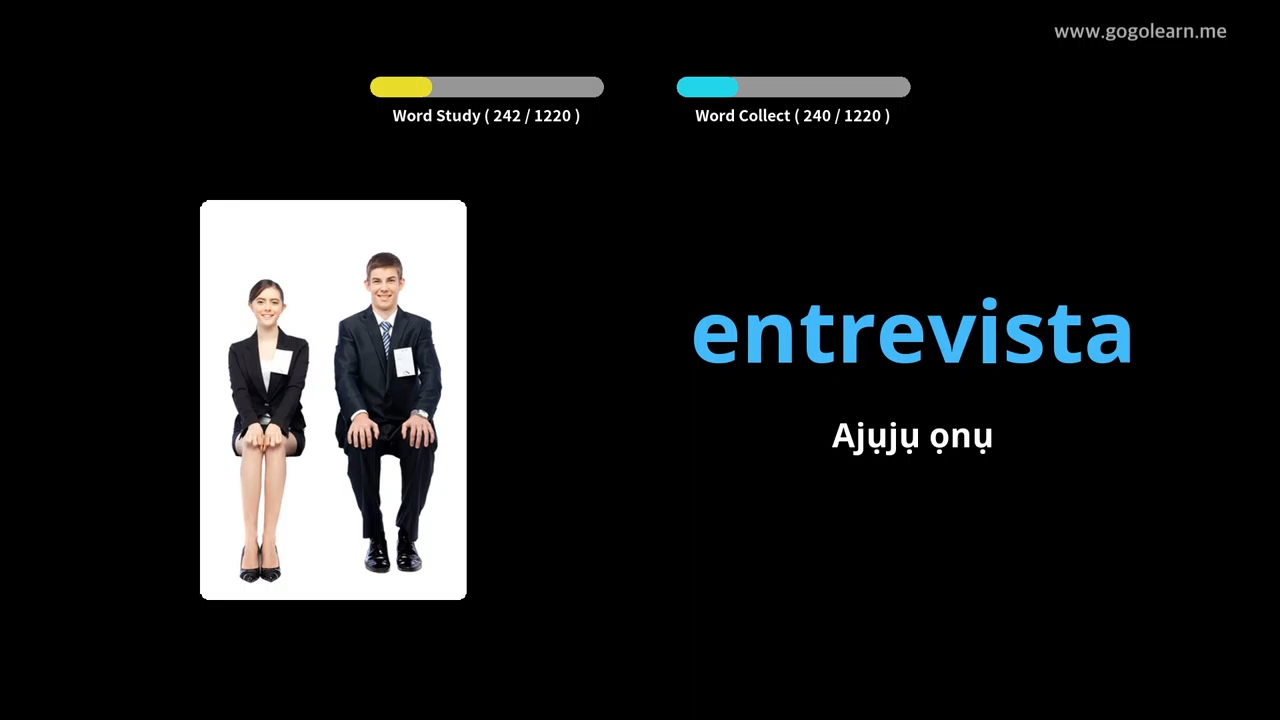 www.gogolearn.me
Word Study ( 242 / 1220 )
Word Collect ( 240 / 1220 )
entrevista
Ajụjụ ọnụ